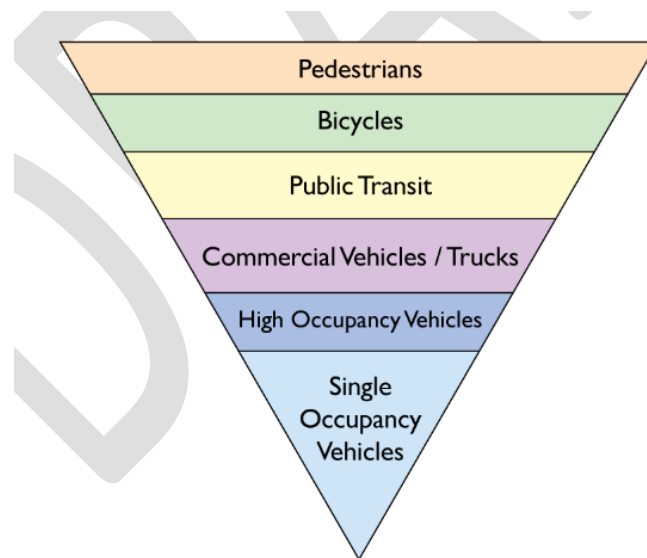 Pedestrians
Bicycles
Public Transit
Commercial Vehicles / Trucks
High Occupancy Vehicles
Single
Occupancy
Vehicles